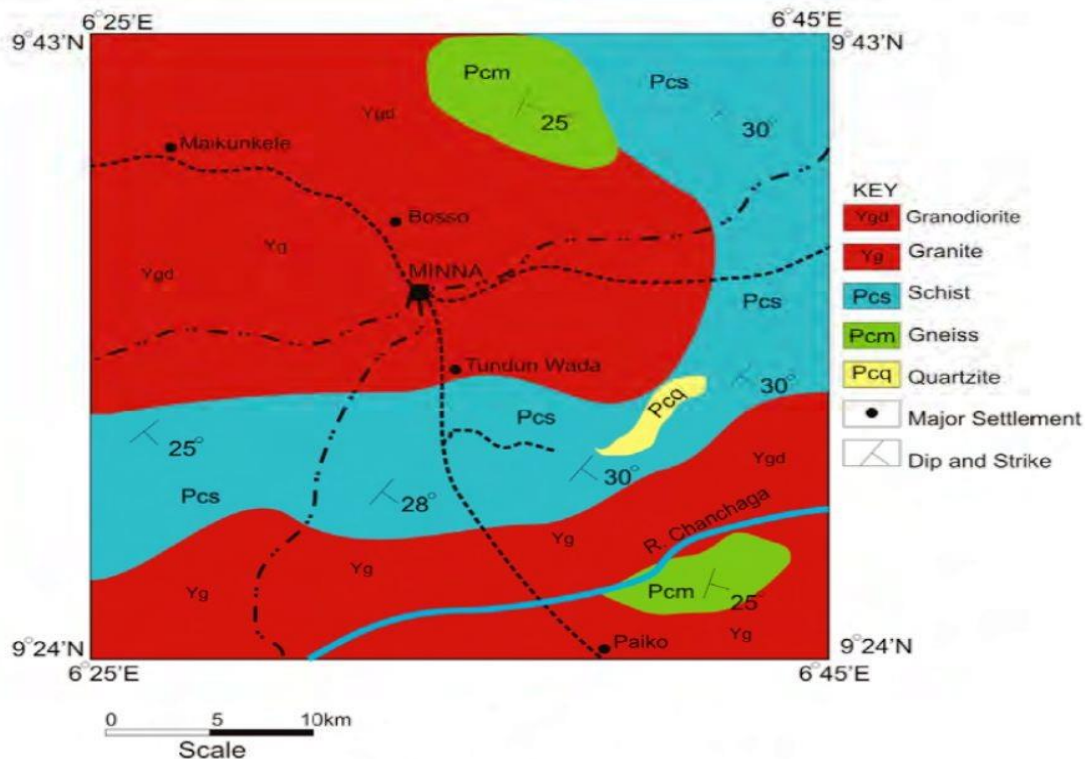 6°25'E
6°45'E
9°43'N
9°43'N
Pcm
Pcs
Ygd
25°
30°
Maikunkele
Bosso
Yg
Ygd
MINNA
Pcs
Tundun Wada
30°
Pcq
Pcs
25°
Ygd
30°
Pcs
28°
R. Chanchaga
Yg
Yg
Yg
Pcm
25°
Paiko
Yg
9°24'N
9°24'N
6°25'E
6°45'E
KEY
Ygd Granodiorite
Yg Granite
Pcs Schist
Pcm Gneiss
Pcq Quartzite
Major Settlement
Dip and Strike
0 5 10km
Scale